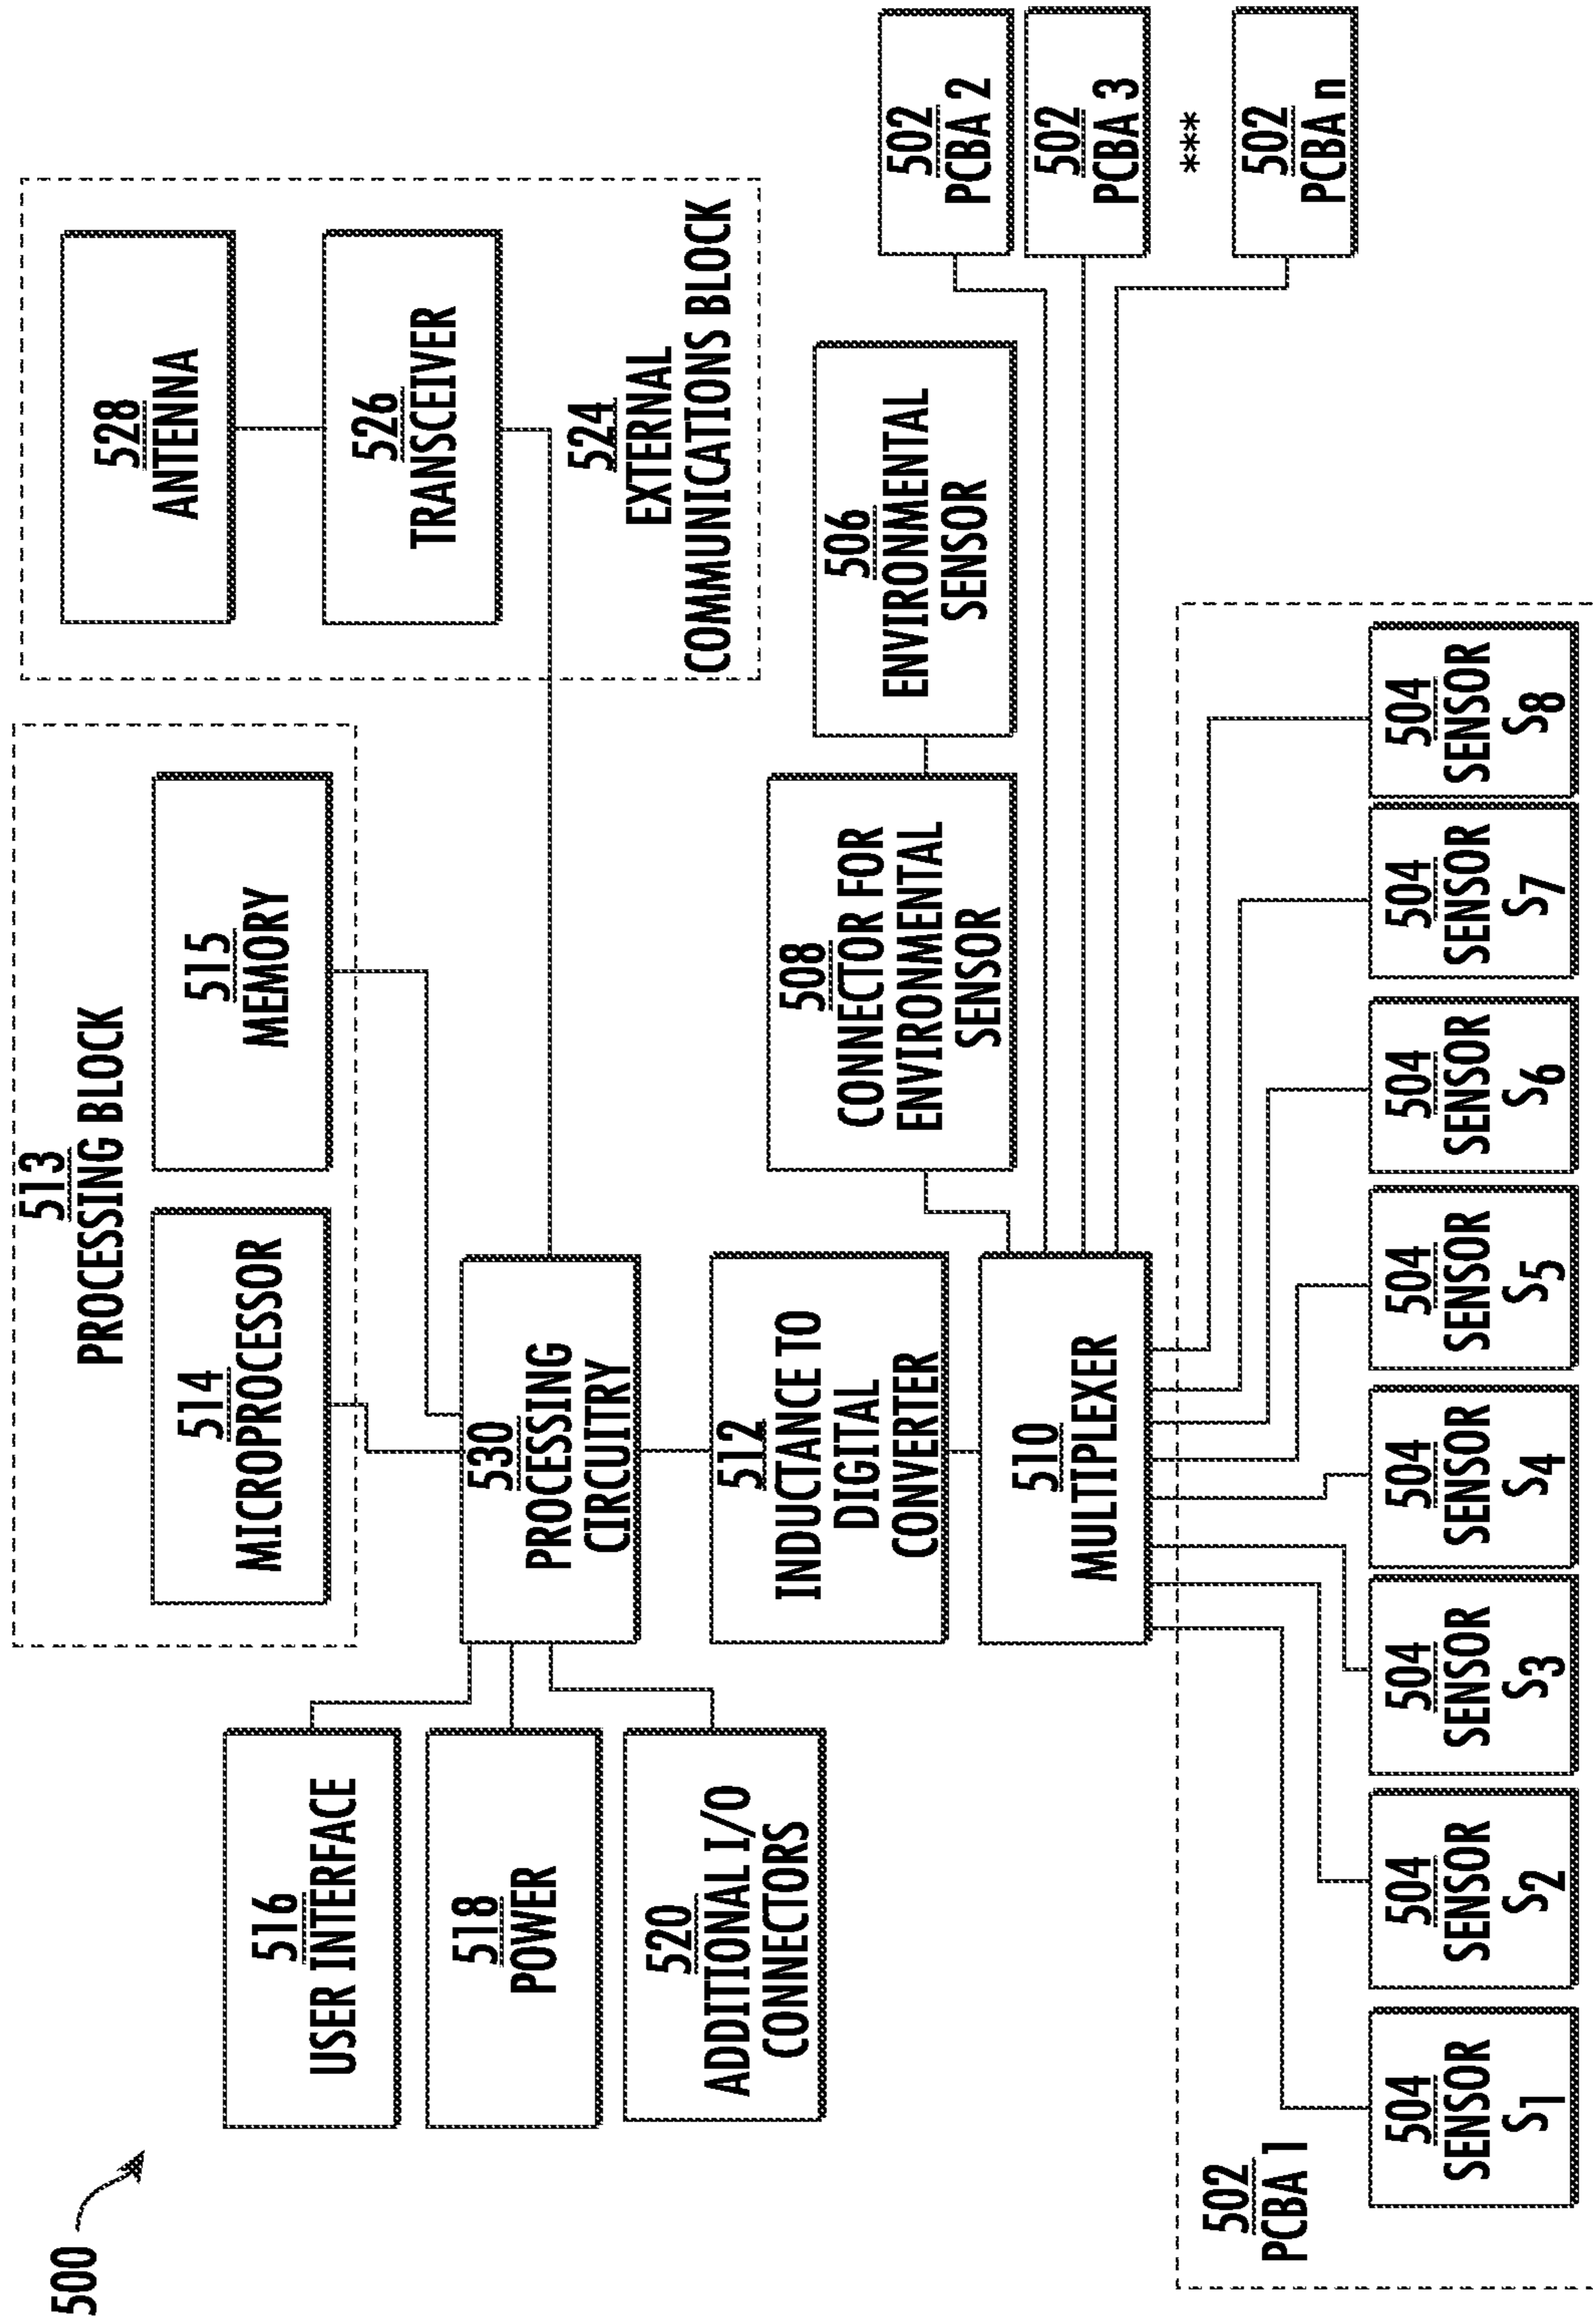 500
513
PROCESSING BLOCK
514
MICROPROCESSOR
515
MEMORY
528
ANTENNA
526
TRANSCEIVER
524
EXTERNAL
COMMUNICATIONS BLOCK
516
USER INTERFACE
518
POWER
520
ADDITIONAL I/O
CONNECTORS
530
PROCESSING
CIRCUITRY
512
INDUCTANCE TO
DIGITAL
CONVERTER
510
MULTIPLEXER
508
CONNECTOR FOR
ENVIRONMENTAL
SENSOR
506
ENVIRONMENTAL
SENSOR
502
PCBA 2
502
PCBA 3
***
502
PCBA n
502
PCBA 1
504
SENSOR
S1
504
SENSOR
S2
504
SENSOR
S3
504
SENSOR
S4
504
SENSOR
S5
504
SENSOR
S6
504
SENSOR
S7
504
SENSOR
S8